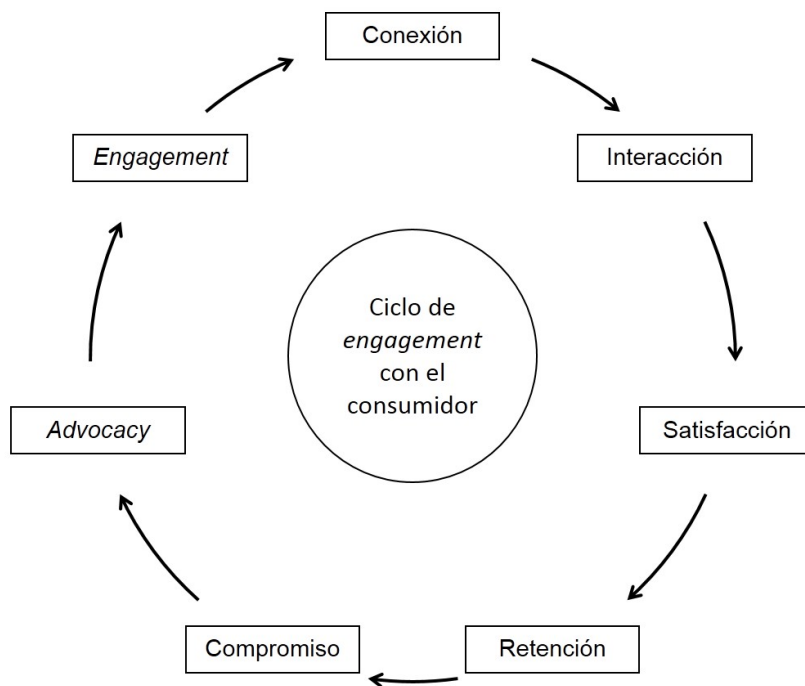 Conexión
Interacción
Satisfacción
Retención
Compromiso
Advocacy
Engagement
Ciclo de
engagement
con el
consumidor